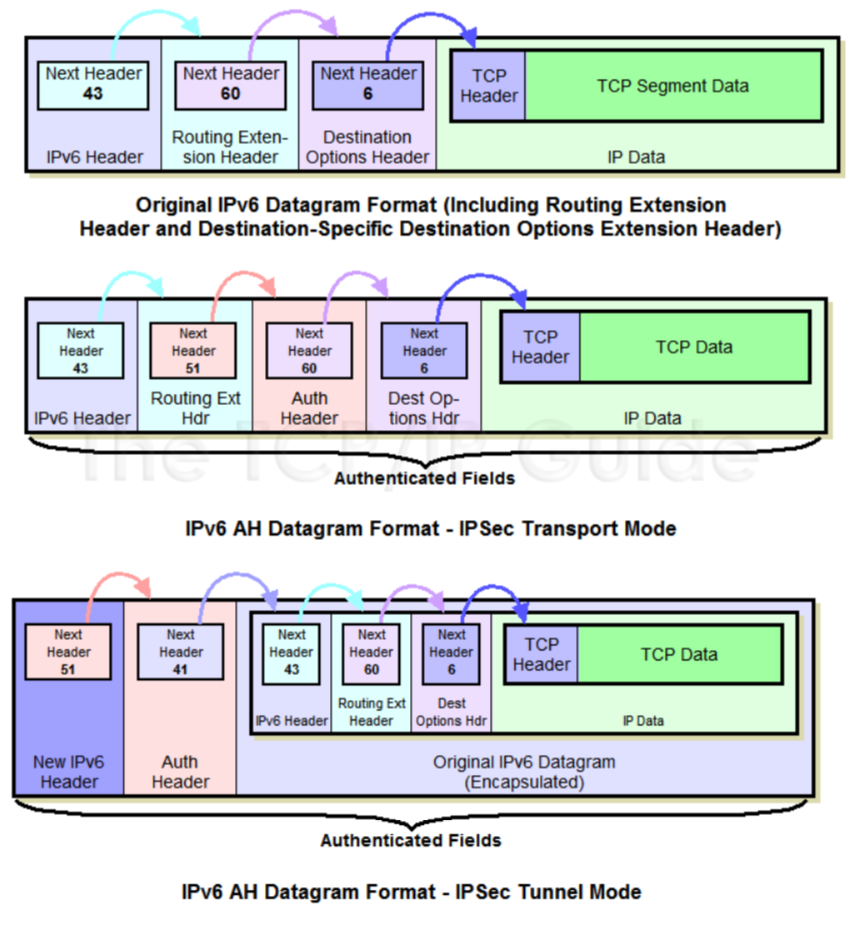 Next Header
43
Next Header
60
Next Header
6
TCP
Header
TCP Segment Data
IPv6 Header
Routing Exten-
sion Header
Destination
Options Header
IP Data
Original IPv6 Datagram Format (Including Routing Extension
Header and Destination-Specific Destination Options Extension Header)
Next
Header
43
Next
Header
51
Next
Header
60
Next
Header
6
TCP
Header
TCP Data
IPv6 Header
Routing Ext
Hdr
Auth
Header
Dest Op-
tions Hdr
IP Data
The TCP/IP Guide
Authenticated Fields
IPv6 AH Datagram Format - IPSec Transport Mode
Next
Header
51
Next
Header
41
Next
Header
43
Next
Header
60
Next
Header
6
TCP
Header
TCP Data
IPv6 Header
Routing Ext
Header
Dest
Options Hdr
IP Data
New IPv6
Header
Auth
Header
Original IPv6 Datagram
(Encapsulated)
Authenticated Fields
IPv6 AH Datagram Format - IPSec Tunnel Mode